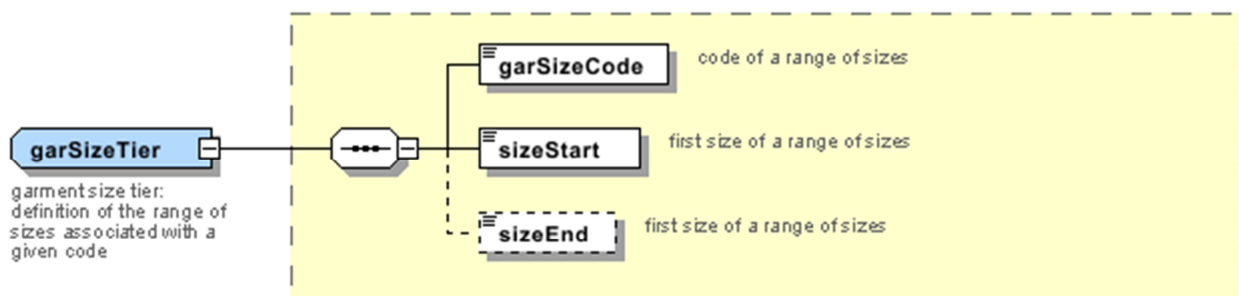 garSizeCode
code of a range of sizes
garSizeTier
sizeStart
first size of a range of sizes
garment size tier:
definition of the range of
sizes associated with a
given code
sizeEnd
first size of a range of sizes